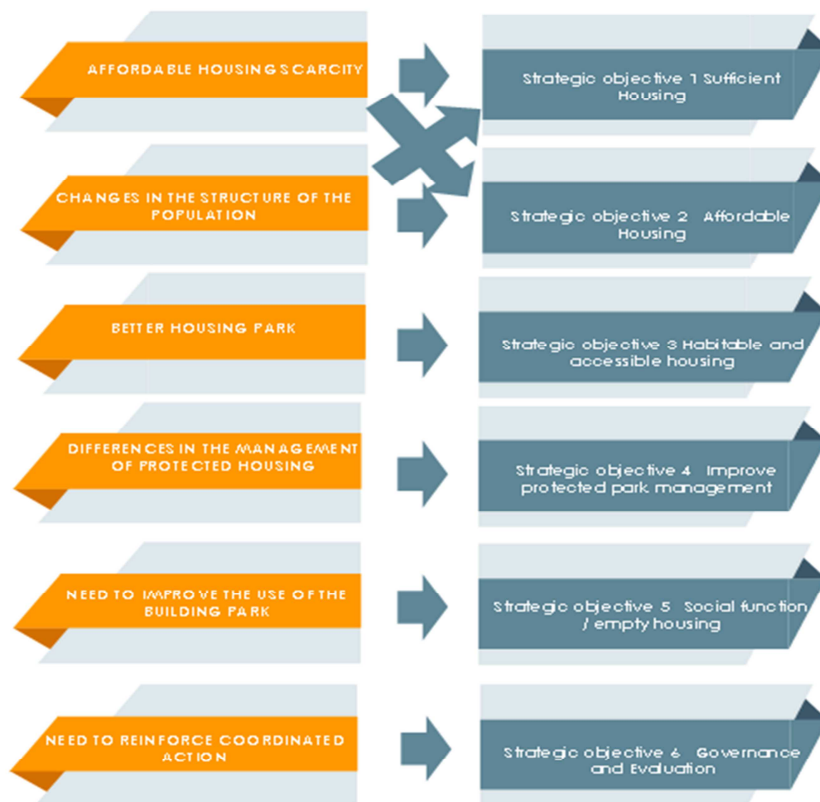 AFFORDABLE HOUSING SCARCITY
Strategic objective 1 Sufficient
Housing
CHANGES IN THE STRUCTURE OF THE
POPULATION
Strategic objective 2 Affordable
Housing
BETTER HOUSING PARK
Strategic objective 3 Habitable and
accessible housing
DIFFERENCES IN THE MANAGEMENT
OF PROTECTED HOUSING
Strategic objective 4 Improve
protected park management
NEED TO IMPROVE THE USE OF THE
BUILDING PARK
Strategic objective 5 Social function
/ empty housing
NEED TO REINFORCE COORDINATED
ACTION
Strategic objective 6 Governance
and Evaluation